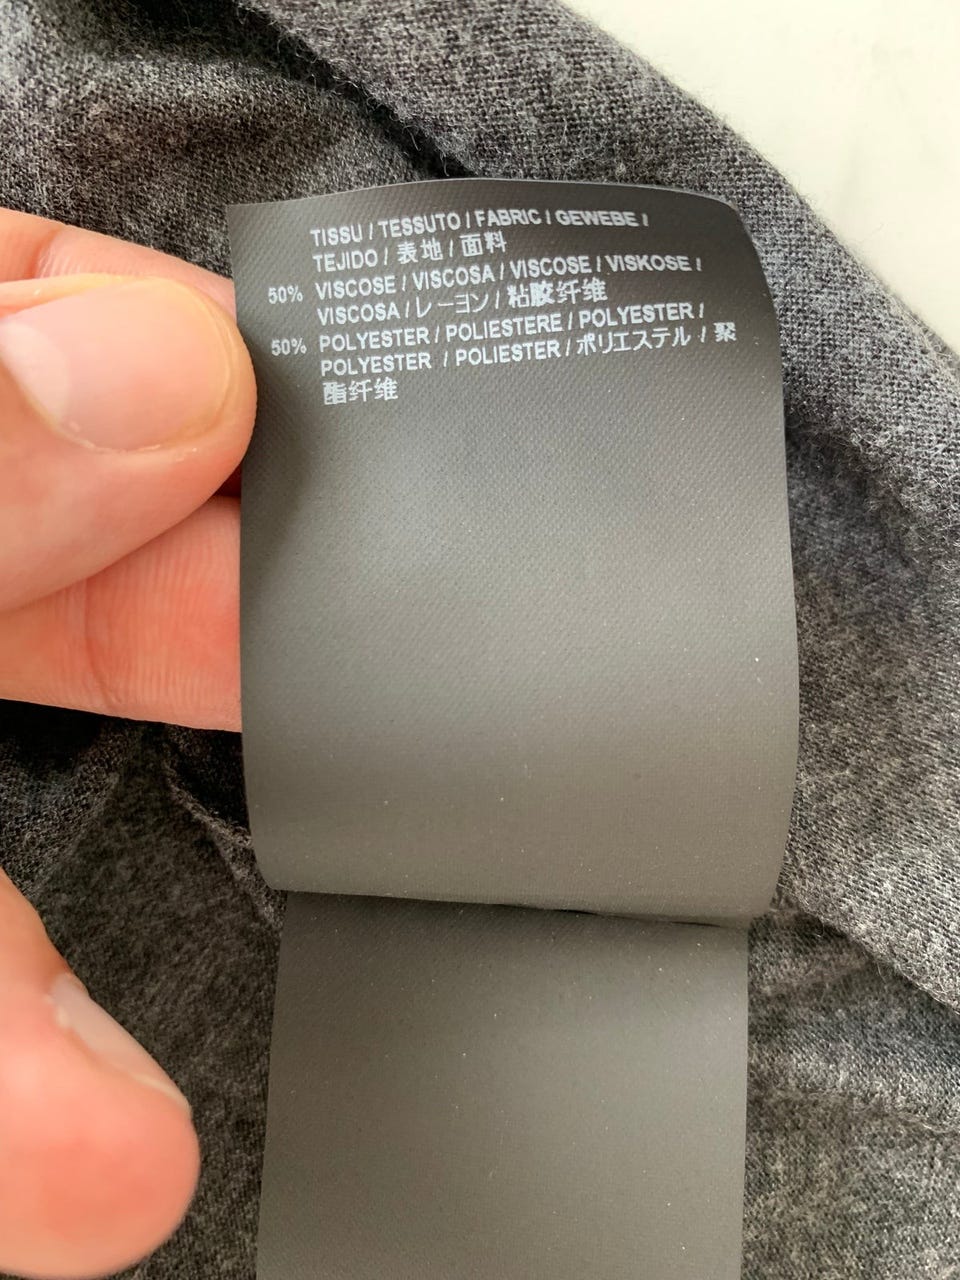 TISSU / TESSUTO / FABRIC / GEWEBE /
TEJIDO / 表地 / 面料
50% VISCOSE / VISCOSA / VISCOSE / VISKOSE /
VISCOSA / レーヨン / 粘胶纤维
50% POLYESTER / POLIESTERE / POLYESTER /
POLYESTER / POLIESTER / ポリエステル / 聚
酯纤维